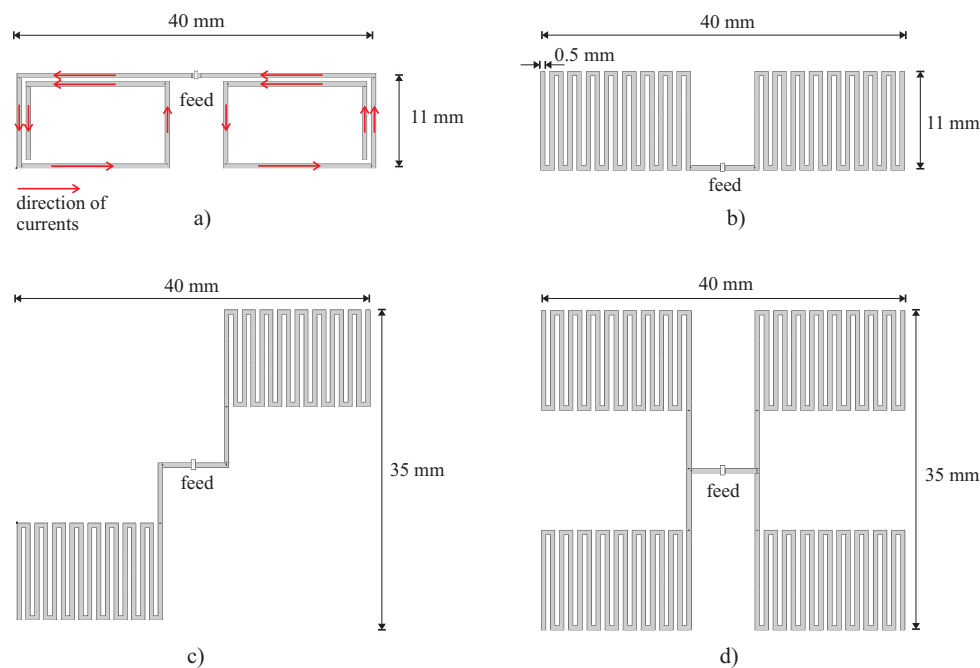 40 mm
feed
11 mm
direction of
currents
a)
40 mm
0.5 mm
11 mm
feed
b)
40 mm
35 mm
feed
c)
40 mm
35 mm
feed
d)